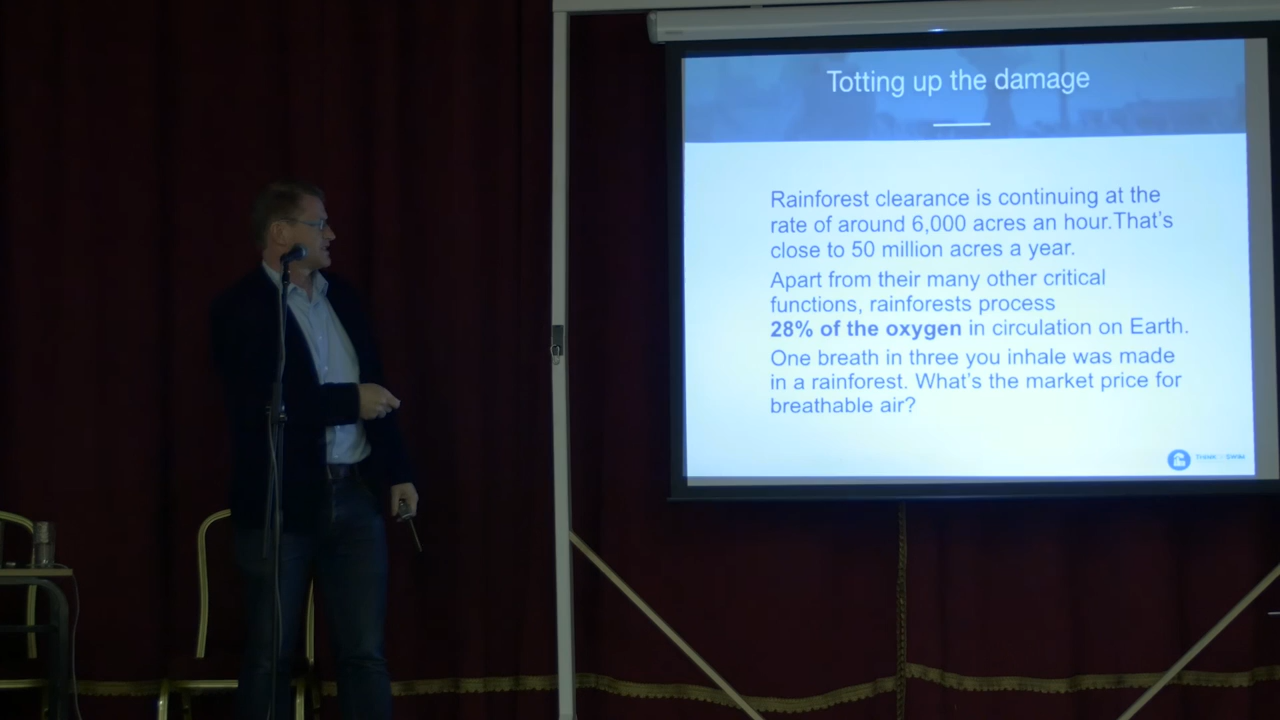 Totting up the damage
Rainforest clearance is continuing at the
rate of around 6,000 acres an hour.That's
close to 50 million acres a year.
Apart from their many other critical
functions, rainforests process
28% of the oxygen in circulation on Earth.
One breath in three you inhale was made
in a rainforest. What's the market price for
breathable air?